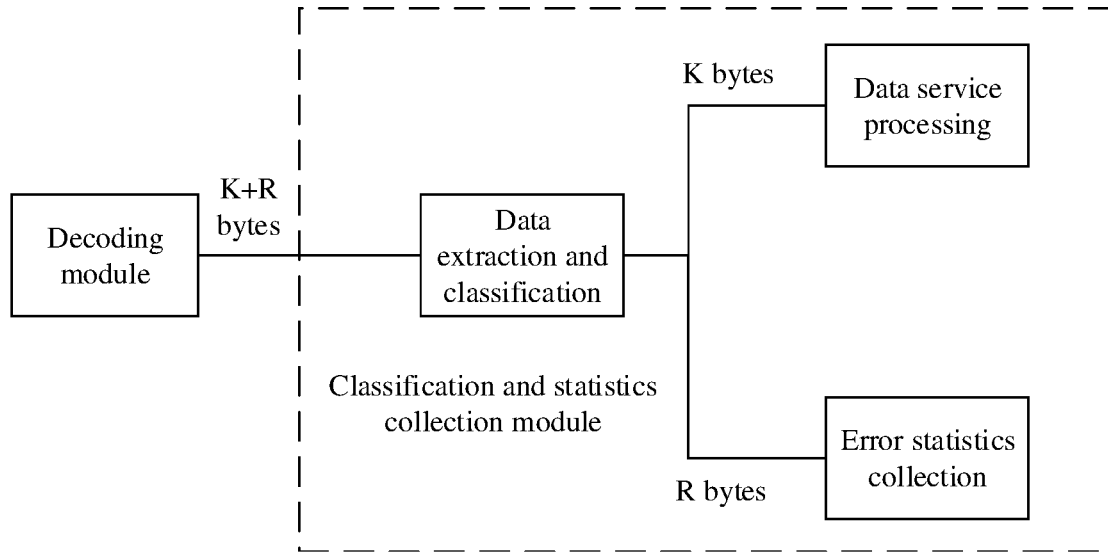 K bytes
Data service
processing
K+R
bytes
Decoding
module
Data
extraction and
classification
Classification and statistics
collection module
Error statistics
collection
R bytes